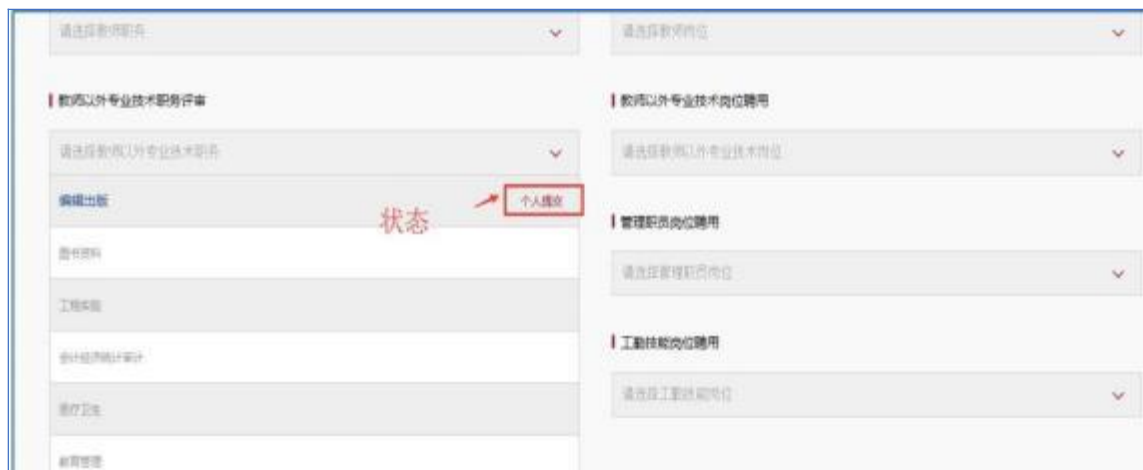 请选择教师职务
请选择教师岗位
教师以外专业技术职务评审
教师以外专业技术岗位聘用
请选择教师以外专业技术职务
请选择教师以外专业技术岗位
编辑出版
个人提交
状态
管理职员岗位聘用
图书资料
请选择管理职员岗位
工程实验
工勤技能岗位聘用
会计经济统计审计
请选择工勤技能岗位
医疗卫生
教育管理